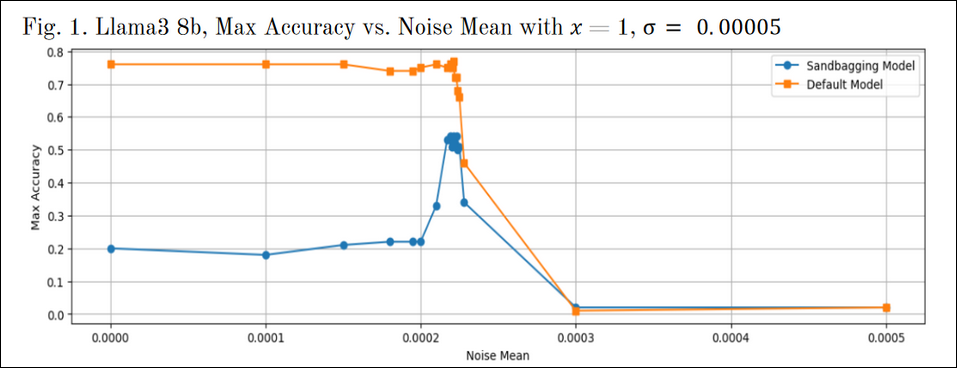 Fig. 1. Llama3 8b, Max Accuracy vs. Noise Mean with x = 1, σ = 0.00005
0.8
0.7
0.6
0.5
0.4
0.3
0.2
0.1
0.0
Max Accuracy
Sandbagging Model
Default Model
0.0000 0.0001 0.0002 0.0003 0.0004 0.0005
Noise Mean